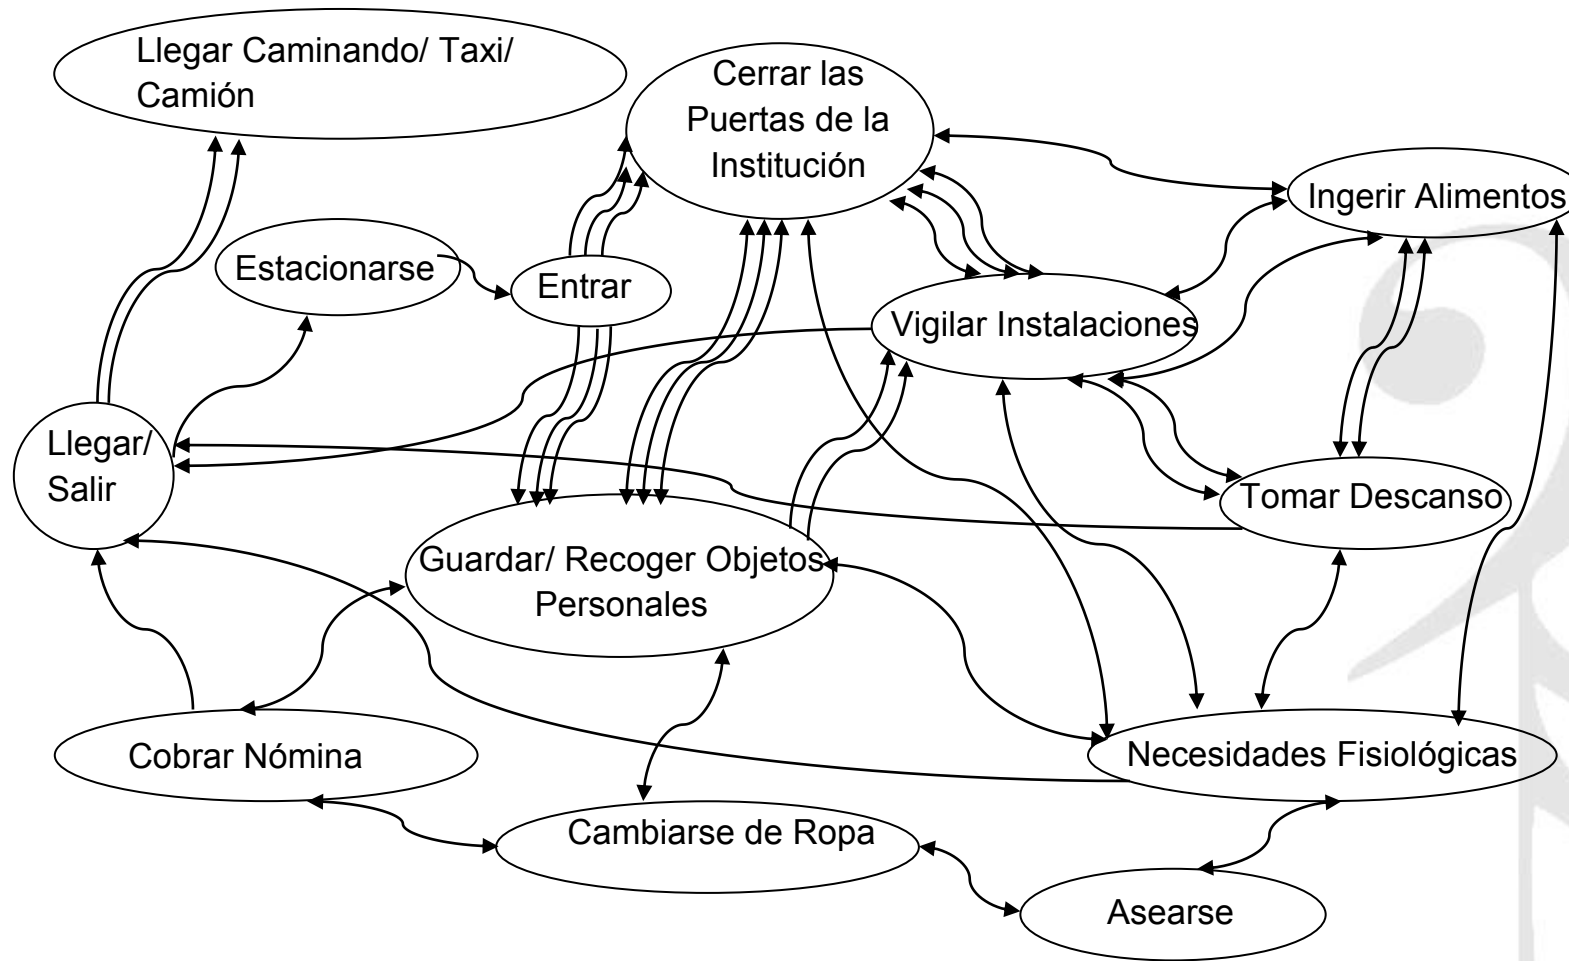 Llegar Caminando/ Taxi/
Camión
Cerrar las
Puertas de la
Institución
Ingerir Alimentos
Estacionarse
Entrar
Vigilar Instalaciones
Llegar/
Salir
Tomar Descanso
Guardar/ Recoger Objetos
Personales
Cobrar Nómina
Necesidades Fisiológicas
Cambiarse de Ropa
Asearse